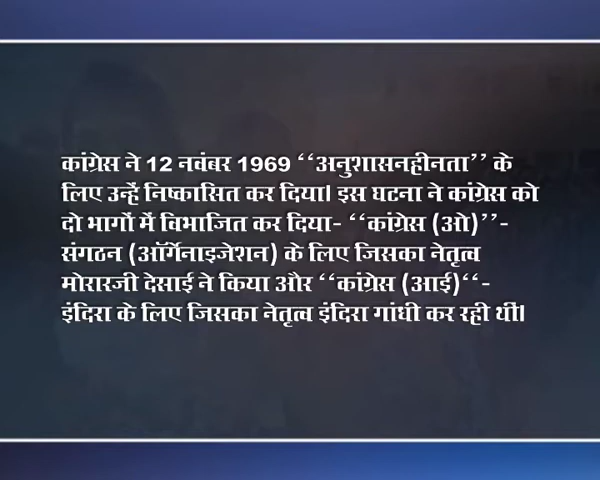 कांग्रेस ने 12 नवंबर 1969 ‘‘अनुशासनहीनता’’ के
लिए उन्हें निष्कासित कर दिया। इस घटना ने कांग्रेस को
दो भागों में विभाजित कर दिया- ‘‘कांग्रेस (ओ)’’-
संगठन (ऑर्गेनाइजेशन) के लिए जिसका नेतृत्व
मोरारजी देसाई ने किया और ‘‘कांग्रेस (आई)‘‘-
इंदिरा के लिए जिसका नेतृत्व इंदिरा गांधी कर रही थीं।